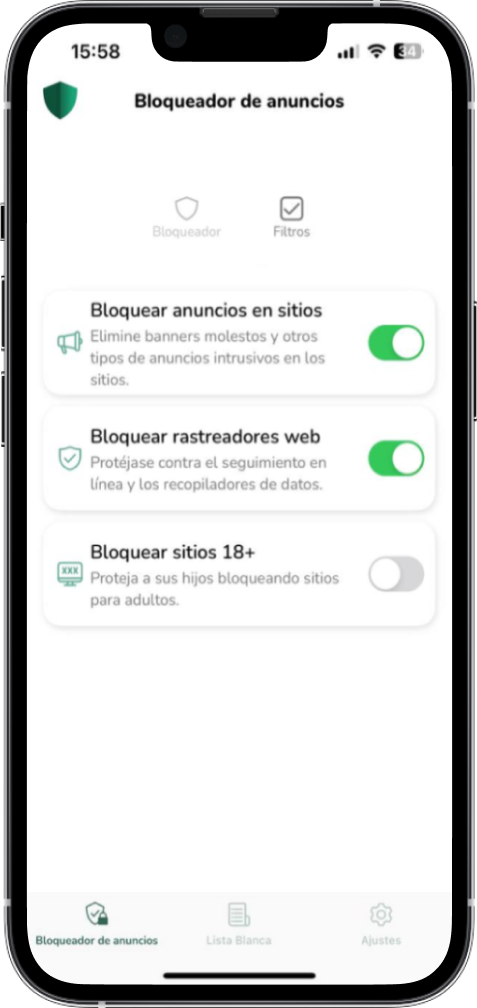 15:58
34
Bloqueador de anuncios
Bloqueador
Filtros
Bloquear anuncios en sitios
Elimine banners molestos y otros
tipos de anuncios intrusivos en los
sitios.
Bloquear rastreadores web
Protéjase contra el seguimiento en
línea y los recopiladores de datos.
Bloquear sitios 18+
XXX
Proteja a sus hijos bloqueando sitios
para adultos.
Bloqueador de anuncios
Lista Blanca
Ajustes